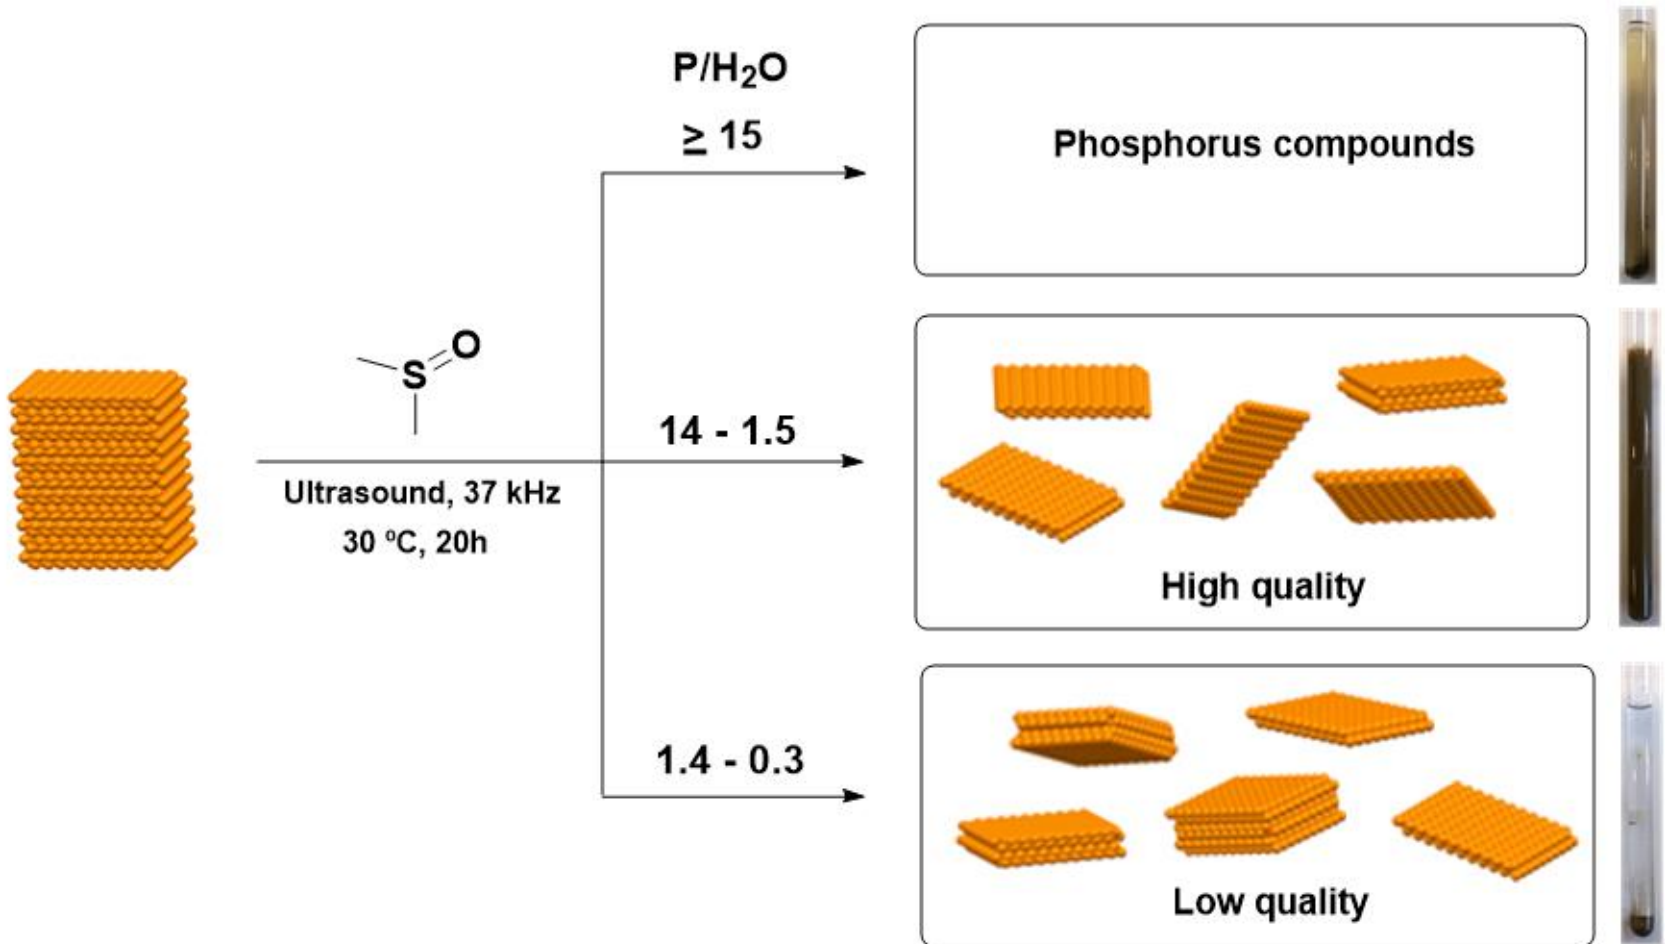 P/H₂O
≥ 15
Phosphorus compounds
S
O
Ultrasound, 37 kHz
30 ºC, 20h
14 - 1.5
High quality
1.4 - 0.3
Low quality